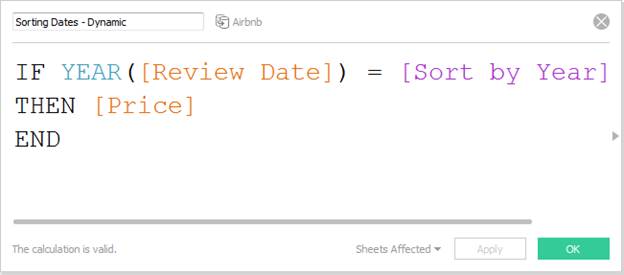 Sorting Dates - Dynamic Airbnb
IF YEAR([Review Date]) = [Sort by Year]
THEN [Price]
END
The calculation is valid. Sheets Affected Apply OK